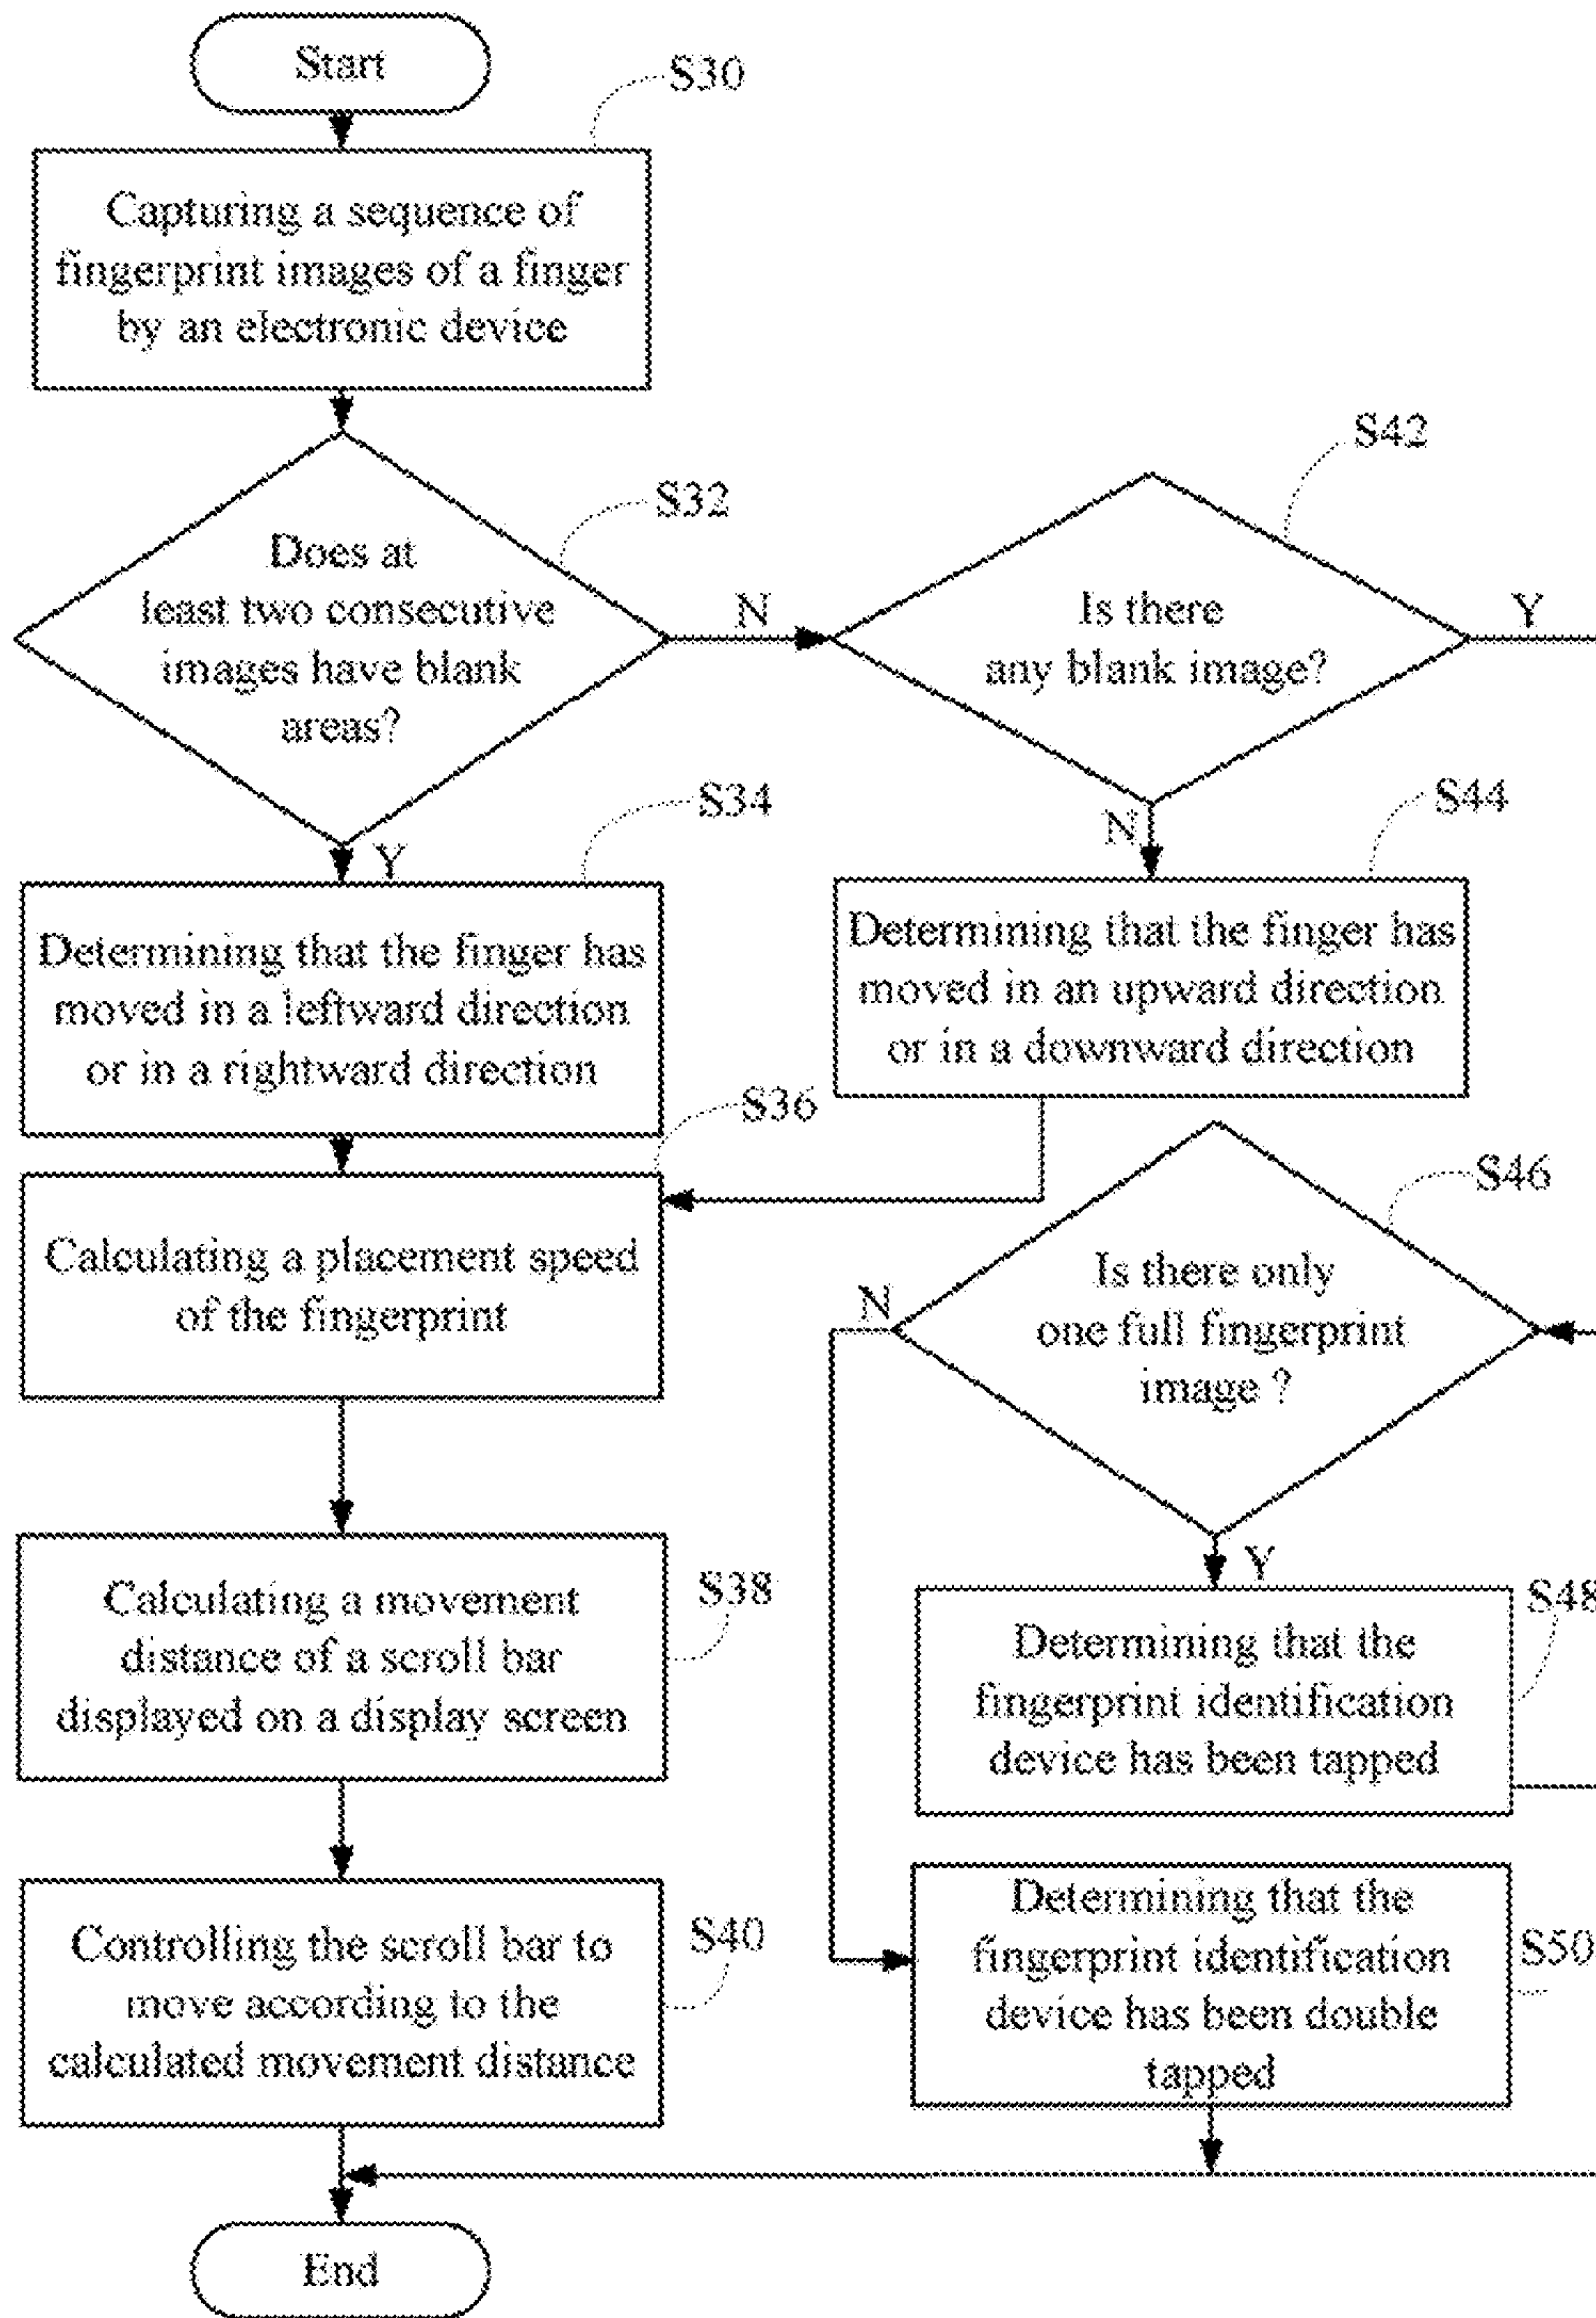 Start
S30
Capturing a sequence of
fingerprint images of a finger
by an electronic device
S32
Does at
least two consecutive
images have blank
areas?
N
Y
S42
Is there
any blank image?
Y
N
S34
Determining that the finger has
moved in a leftward direction
or in a rightward direction
S44
Determining that the finger has
moved in an upward direction
or in a downward direction
S36
Calculating a placement speed
of the fingerprint
S46
Is there only
one full fingerprint
image ?
N
Y
S38
Calculating a movement
distance of a scroll bar
displayed on a display screen
S48
Determining that the
fingerprint identification
device has been tapped
S40
Controlling the scroll bar to
move according to the
calculated movement distance
S50
Determining that the
fingerprint identification
device has been double
tapped
End